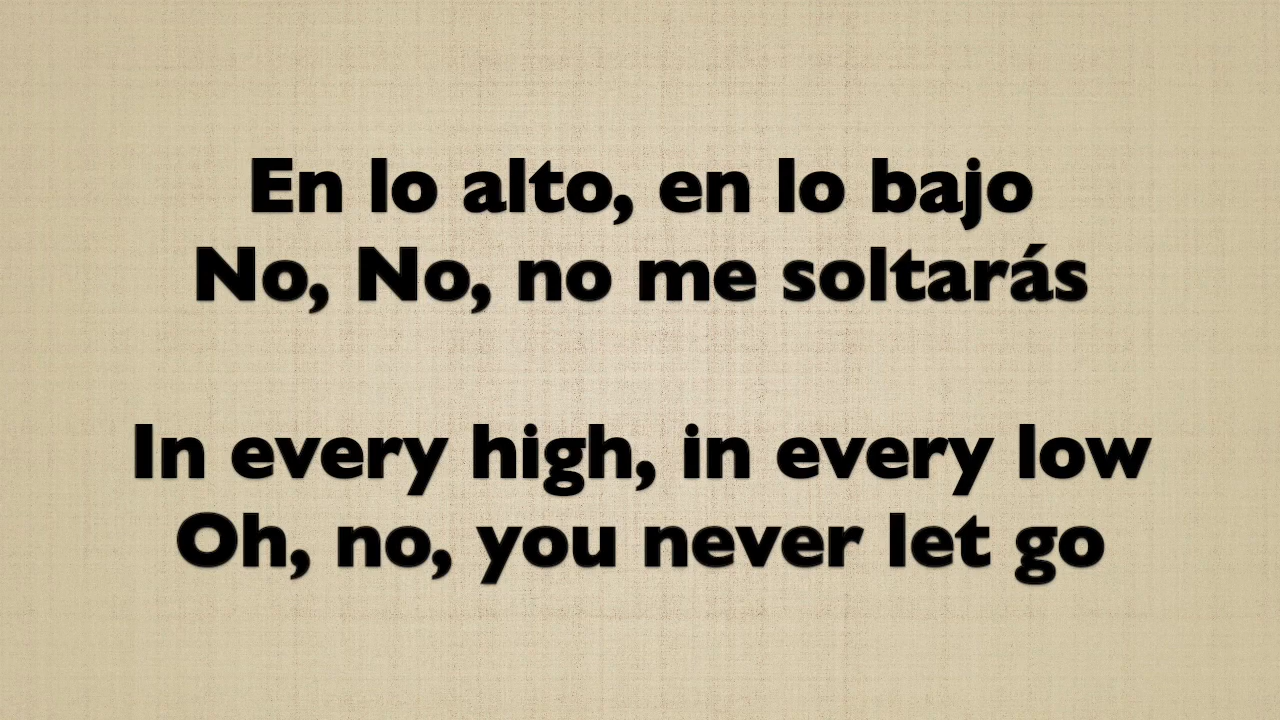 En lo alto, en lo bajo
No, No, no me soltarás
In every high, in every low
Oh, no, you never let go